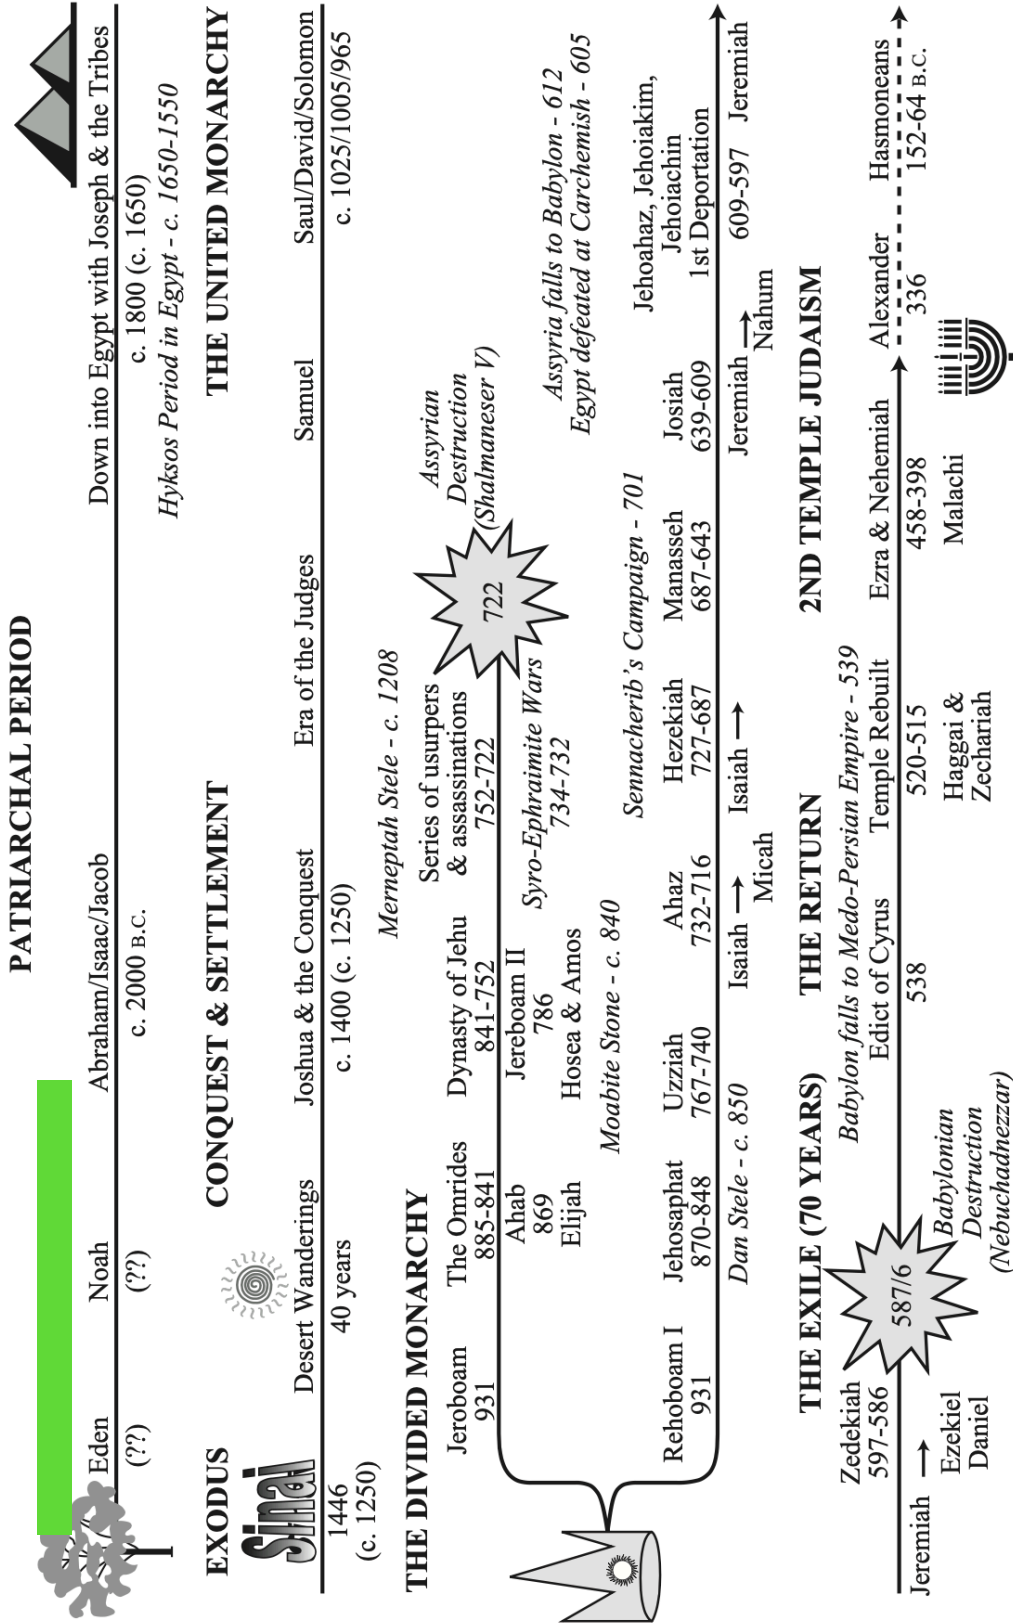 PATRIARCHAL PERIOD
Eden
(??)
Noah
(??)
Abraham/Isaac/Jacob
c. 2000 B.C.
Down into Egypt with Joseph & the Tribes
c. 1800 (c. 1650)
Hyksos Period in Egypt - c. 1650-1550
EXODUS
CONQUEST & SETTLEMENT
THE UNITED MONARCHY
Sinai
1446
(c. 1250)
Desert Wanderings
40 years
Joshua & the Conquest
c. 1400 (c. 1250)
Era of the Judges
Samuel
Saul/David/Solomon
c. 1025/1005/965
Merneptah Stele - c. 1208
THE DIVIDED MONARCHY
Jeroboam
931
The Omrides
885-841
Ahab
869
Elijah
Dynasty of Jehu
841-752
Jereboam II
786
Hosea & Amos
Series of usurpers
& assassinations
752-722
Syro-Ephraimite Wars
734-732
722
Assyrian
Destruction
(Shalmaneser V)
Moabite Stone - c. 840
Sennacherib's Campaign - 701
Assyria falls to Babylon - 612
Egypt defeated at Carchemish - 605
Rehoboam I
931
Jehosaphat
870-848
Uzziah
767-740
Ahaz
732-716
Hezekiah
727-687
Manasseh
687-643
Josiah
639-609
Jehoahaz, Jehoiakim,
Jehoiachin
1st Deportation
609-597
Jeremiah
Dan Stele - c. 850
Isaiah
Micah
Isaiah
Jeremiah
Nahum
THE EXILE (70 YEARS)
THE RETURN
2ND TEMPLE JUDAISM
Babylon falls to Medo-Persian Empire - 539
Jeremiah
Zedekiah
597-586
Ezekiel
Daniel
587/6
Babylonian
Destruction
(Nebuchadnezzar)
Edict of Cyrus
538
Temple Rebuilt
520-515
Haggai &
Zechariah
Ezra & Nehemiah
458-398
Malachi
Alexander
336
Hasmoneans
152-64 B.C.